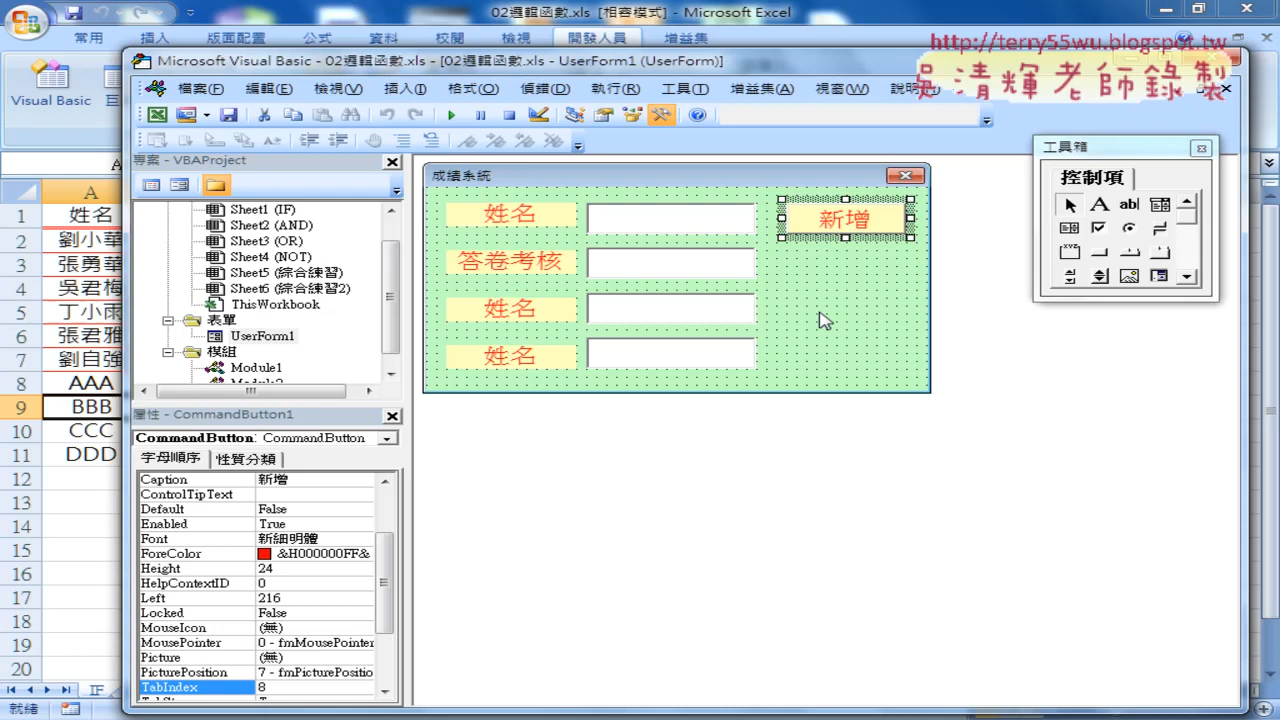 02邏輯函數.xls [相容模式] - Microsoft Excel
常用 插入 版面配置 公式 資料 校閱 檢視 開發人員 增益集
http://terry55wu.blogspot.tw
吳清輝老師錄製
Microsoft Visual Basic - 02邏輯函數.xls - [02邏輯函數.xls - UserForm1 (UserForm)]
檔案(F) 編輯(E) 檢視(V) 插入(I) 格式(O) 偵錯(D) 執行(R) 工具(T) 增益集(A) 視窗(W)
Visual Basic
專案 - VBAProject
Sheet1 (IF)
Sheet2 (AND)
Sheet3 (OR)
Sheet4 (NOT)
Sheet5 (綜合練習)
Sheet6 (綜合練習2)
ThisWorkbook
表單
UserForm1
模組
Module1
成績系統
姓名
新增
答卷考核
姓名
姓名
工具箱
控制項
A
1 姓名
2 劉小華
3 張勇華
4 吳君梅
5 丁小雨
6 張君雅
7 劉自強
8 AAA
9 BBB
10 CCC
11 DDD
12
13
14
15
16
17
18
19
20
屬性 - CommandButton1
CommandButton: CommandButton
字母順序 性質分類
Caption 新增
ControlTipText
Default False
Enabled True
Font 新細明體
ForeColor &H000000FF&
Height 24
HelpContextID 0
Left 216
Locked False
MouseIcon (無)
MousePointer 0 - fmMousePointer
Picture (無)
PicturePosition 7 - fmPicturePositio
TabIndex 8
IF
就緒